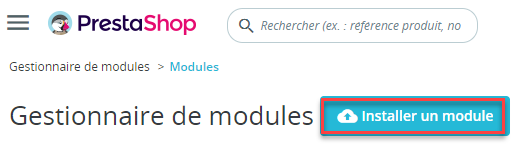 PrestaShop
Rechercher (ex. : référence produit, no
Gestionnaire de modules > Modules
Gestionnaire de modules
Installer un module